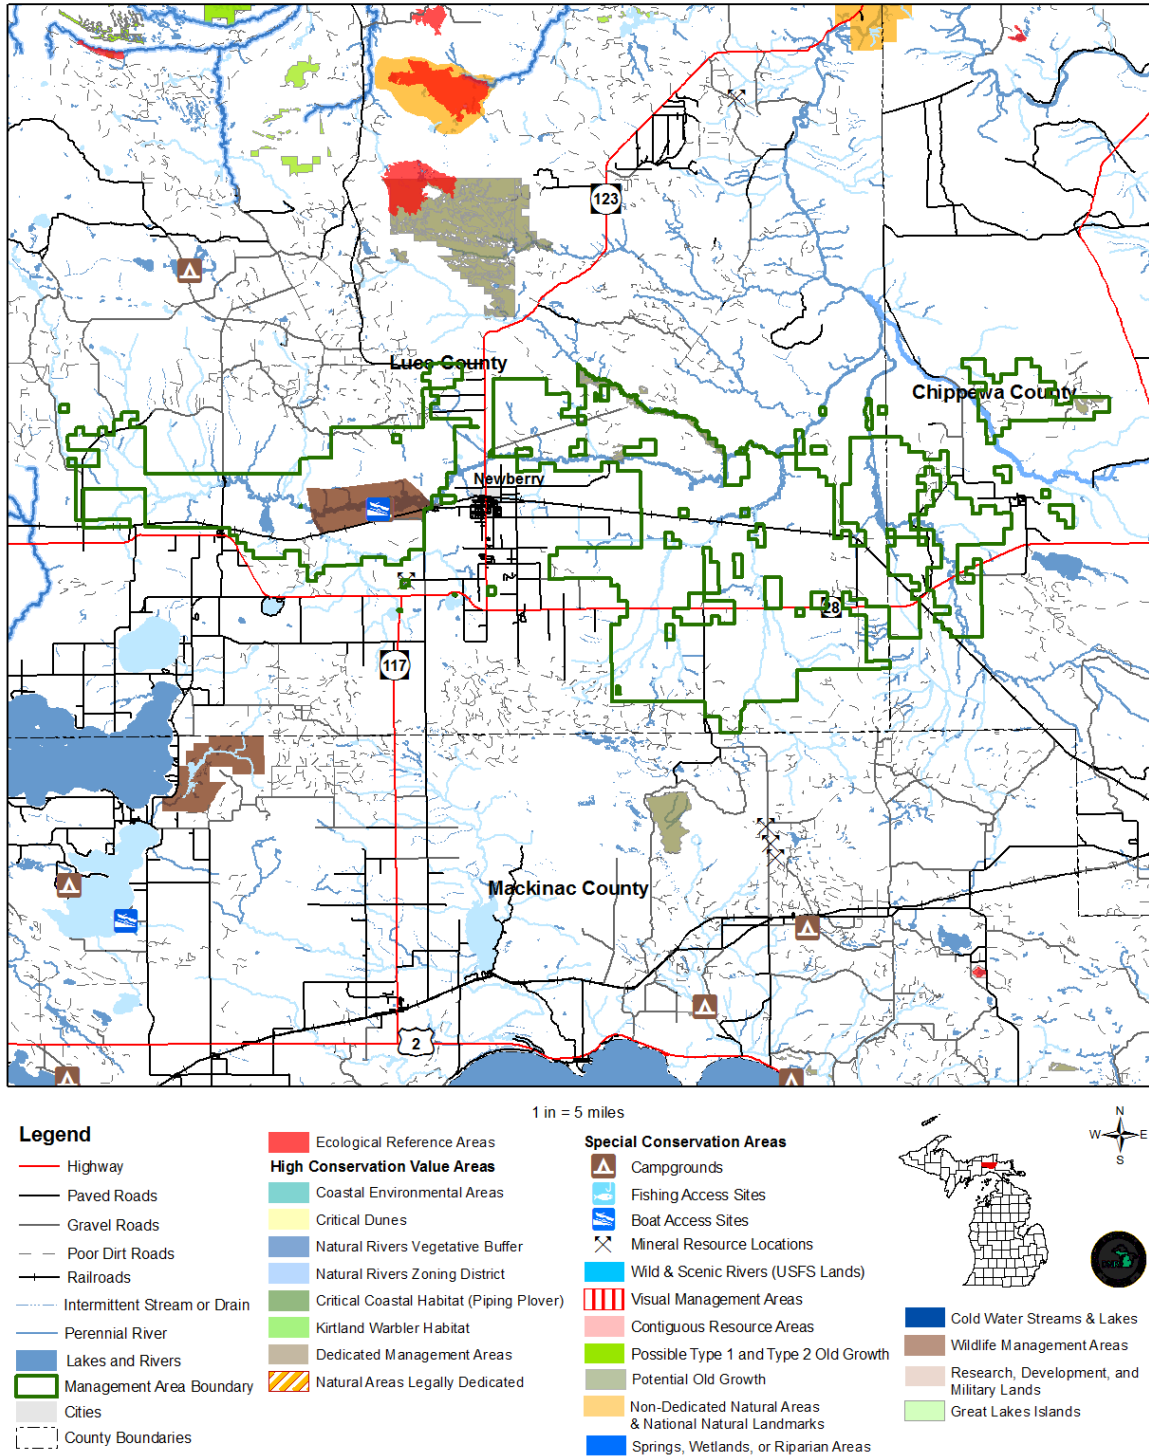 123
Luce County
Chippewa County
Newberry
28
117
Mackinac County
2
1 in = 5 miles
Legend
Highway
Paved Roads
Gravel Roads
Poor Dirt Roads
Railroads
Intermittent Stream or Drain
Perennial River
Lakes and Rivers
Management Area Boundary
Cities
County Boundaries
Ecological Reference Areas
High Conservation Value Areas
Coastal Environmental Areas
Critical Dunes
Natural Rivers Vegetative Buffer
Natural Rivers Zoning District
Critical Coastal Habitat (Piping Plover)
Kirtland Warbler Habitat
Dedicated Management Areas
Natural Areas Legally Dedicated
Special Conservation Areas
Campgrounds
Fishing Access Sites
Boat Access Sites
Mineral Resource Locations
Wild & Scenic Rivers (USFS Lands)
Visual Management Areas
Contiguous Resource Areas
Possible Type 1 and Type 2 Old Growth
Potential Old Growth
Non-Dedicated Natural Areas
& National Natural Landmarks
Springs, Wetlands, or Riparian Areas
N
W
E
S
Cold Water Streams & Lakes
Wildlife Management Areas
Research, Development, and
Military Lands
Great Lakes Islands